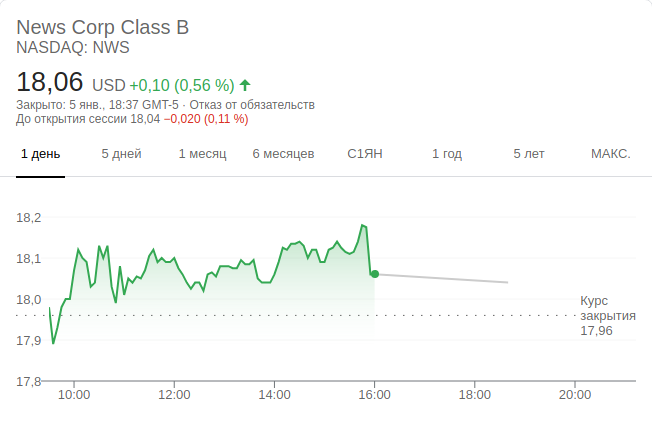 News Corp Class B
NASDAQ: NWS
18,06 USD +0,10 (0,56 %)
Закрыто: 5 янв., 18:37 GMT-5 · Отказ от обязательств
До открытия сессии 18,04 −0,020 (0,11 %)
1 день 5 дней 1 месяц 6 месяцев С1ЯН 1 год 5 лет МАКС.
18,2
18,1
18,0
Курс
закрытия
17,96
17,9
17,8
10:00 12:00 14:00 16:00 18:00 20:00